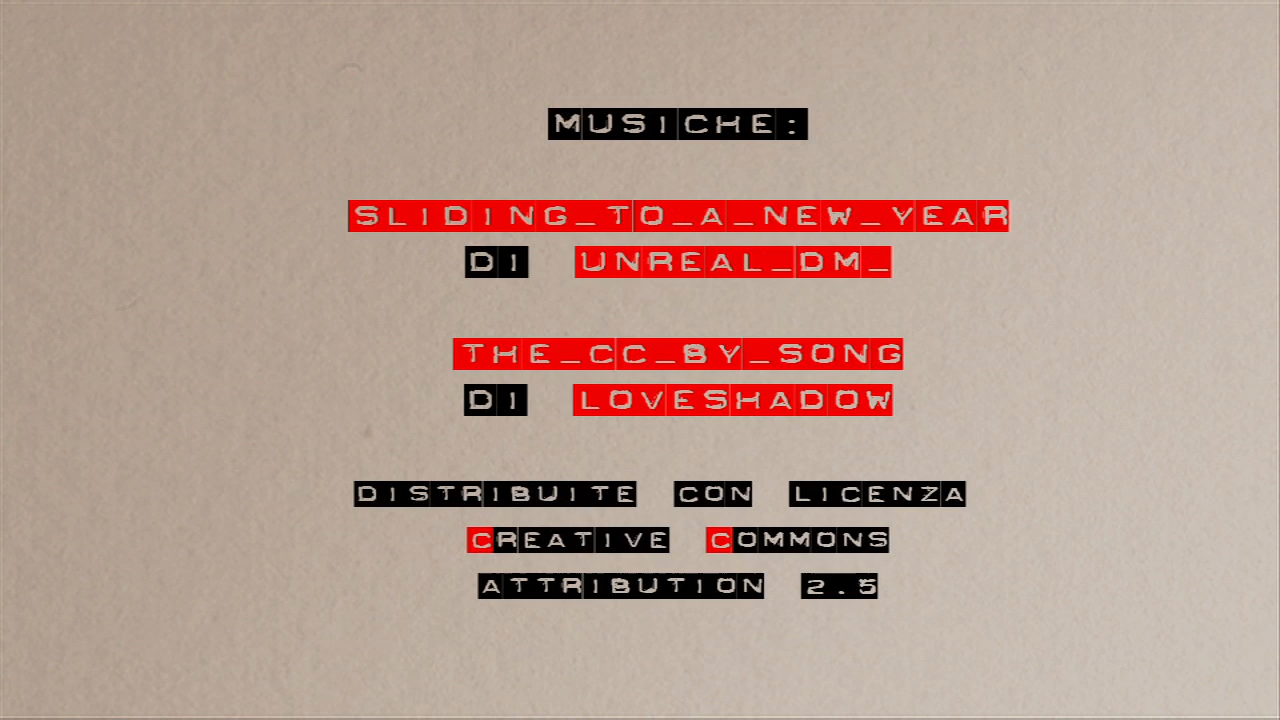 MUSICHE:
SLIDING_TO_A_NEW_YEAR
DI UNREAL_DM_
THE_CC_BY_SONG
DI LOVESHADOW
DISTRIBUITE CON LICENZA
CREATIVE COMMONS
ATTRIBUTION 2.5